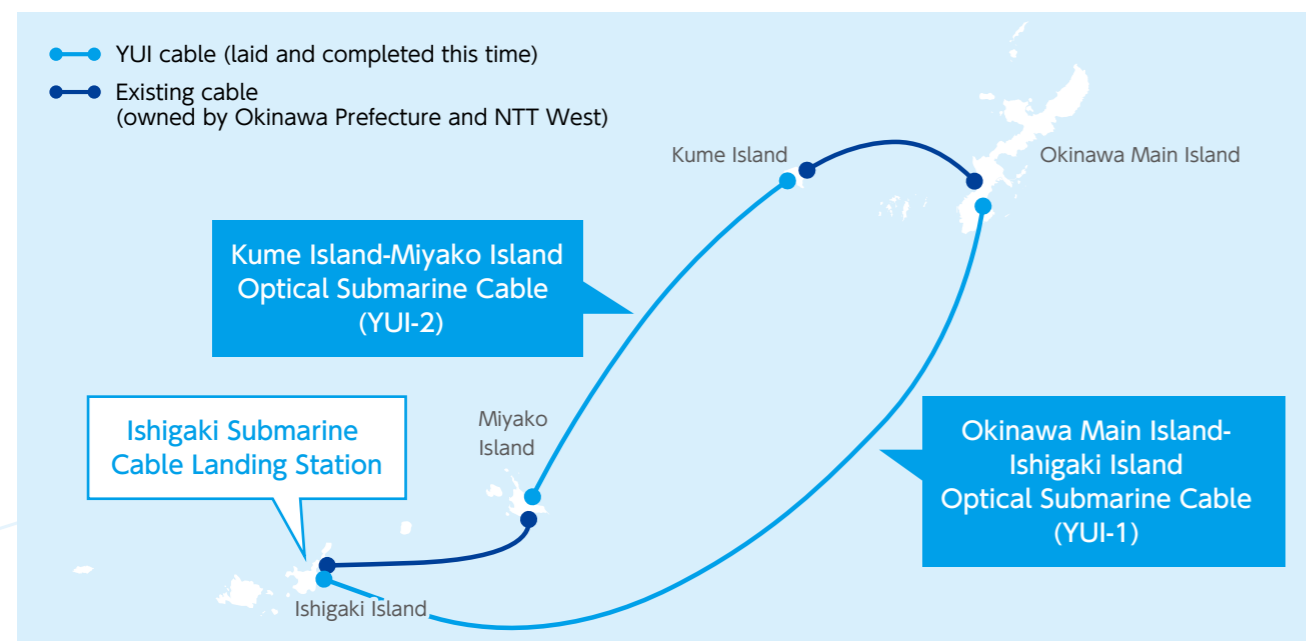 YUI cable (laid and completed this time)
Existing cable
(owned by Okinawa Prefecture and NTT West)
Kume Island
Okinawa Main Island
Kume Island-Miyako Island
Optical Submarine Cable
(YUI-2)
Ishigaki Submarine
Cable Landing Station
Miyako
Island
Okinawa Main Island-
Ishigaki Island
Optical Submarine Cable
(YUI-1)
Ishigaki Island